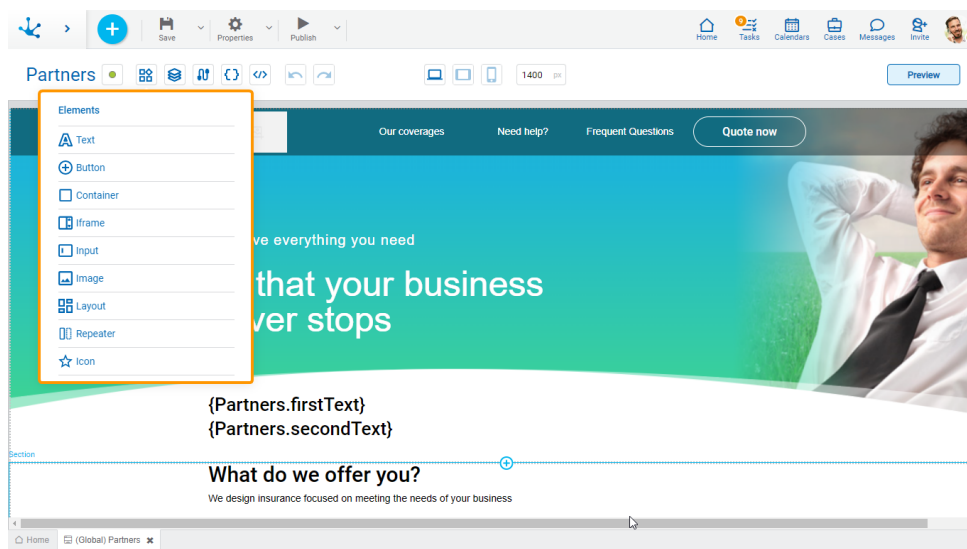 Save
Properties
Publish
Home
9
Tasks
Calendars
Cases
Messages
Invite
Partners
1400 px
Preview
Elements
Text
Button
Container
Iframe
Input
Image
Layout
Repeater
Icon
Our coverages
Need help?
Frequent Questions
Quote now
everything you need
that your business
stops
{Partners.firstText}
{Partners.secondText}
Section
What do we offer you?
We design insurance focused on meeting the needs of your business
Home
(Global) Partners